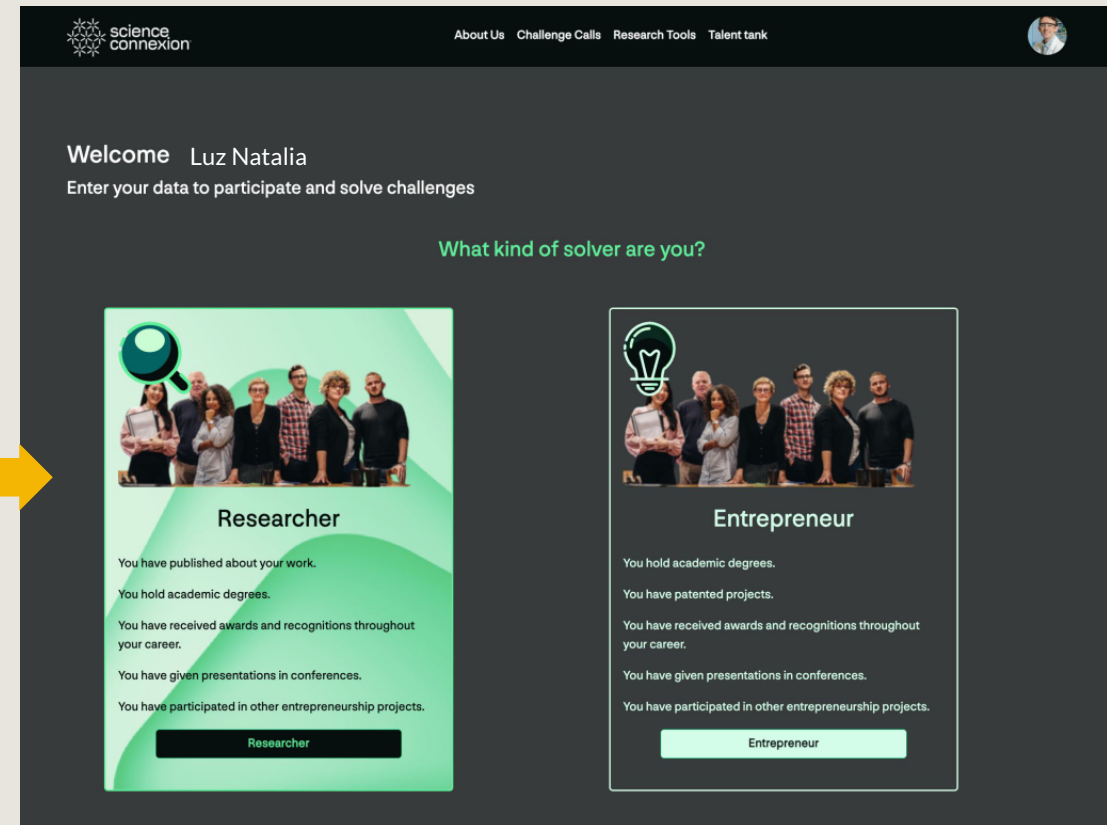 science
connexion
About Us Challenge Calls Research Tools Talent tank
Welcome Luz Natalia
Enter your data to participate and solve challenges
What kind of solver are you?
Researcher
You have published about your work.
You hold academic degrees.
You have received awards and recognitions throughout
your career.
You have given presentations in conferences.
You have participated in other entrepreneurship projects.
Researcher
Entrepreneur
You hold academic degrees.
You have patented projects.
You have received awards and recognitions throughout
your career.
You have given presentations in conferences.
You have participated in other entrepreneurship projects.
Entrepreneur